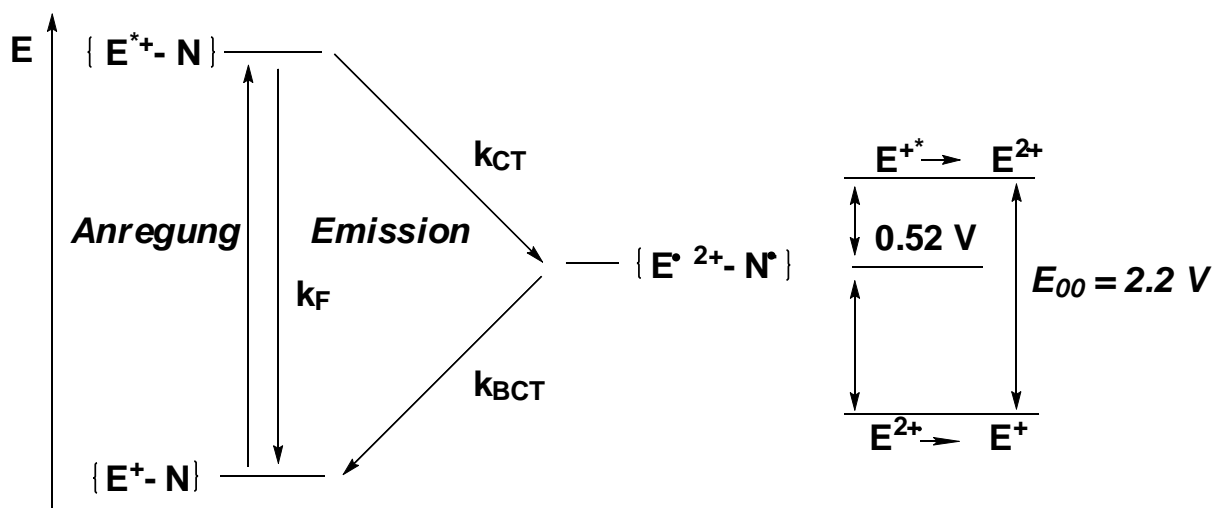 E
{ E*+- N}
kCT
Anregung
Emission
kF
{ E• 2+- N•}
kBCT
{E+- N}
E+* → E2+
0.52 V
E00 = 2.2 V
E2+ → E+